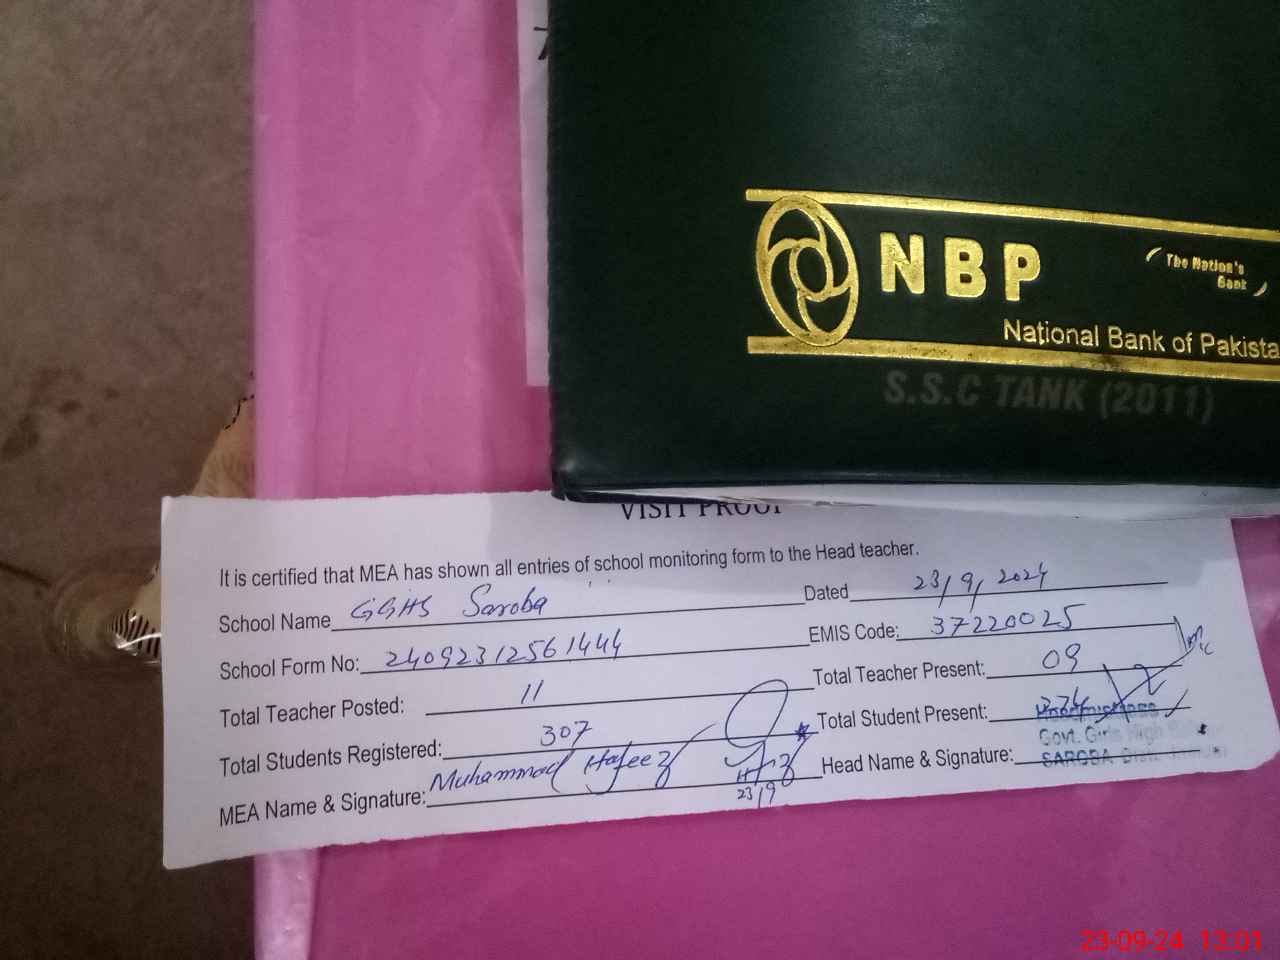 7
NBP
The Nation's
Bank
National Bank of Pakista
S.S.C TANK (2011)
VISIT PROOF
It is certified that MEA has shown all entries of school monitoring form to the Head teacher.
School Name GGHS Saroba Dated 23/9/2024
School Form No: 24092312561444 EMIS Code: 37220025
Total Teacher Posted: 11 Total Teacher Present: 09
Total Students Registered: 307 Total Student Present:
MEA Name & Signature: Muhammad Hafeez Head Name & Signature:
23/9
Headmistress
Govt. Girls High
SAROBA Distt.
23-09-24 13:01